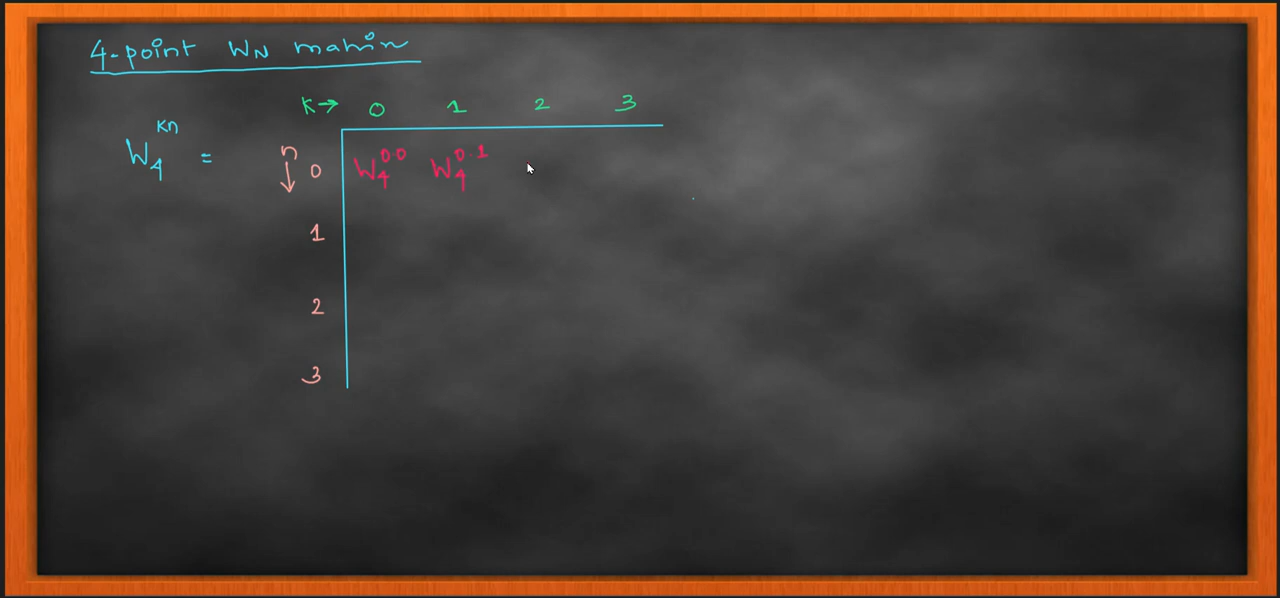 4-point WN matrix
K→ 0 1 2 3
W4^Kn =
n↓ 0 W4^0·0 W4^0·1
1
2
3